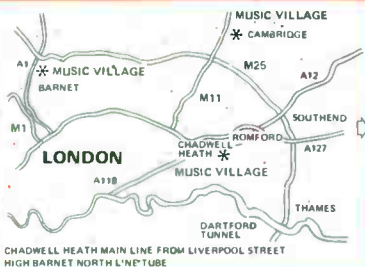 MUSIC VILLAGE
CAMBRIDGE
A1
MUSIC VILLAGE
BARNET
M25
A12
M11
M1
SOUTHEND
ROMFORD
CHADWELL
HEATH
A127
LONDON
MUSIC VILLAGE
A118
THAMES
DARTFORD
TUNNEL
CHADWELL HEATH MAIN LINE FROM LIVERPOOL STREET
HIGH BARNET NORTH LINE TUBE